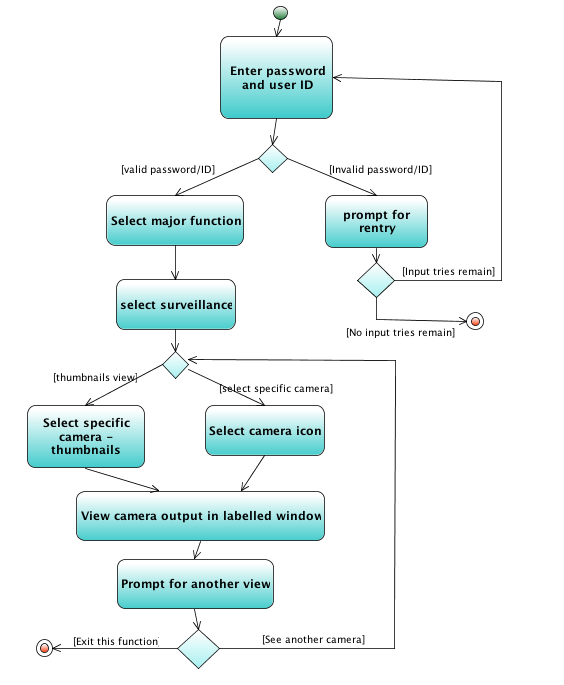 Enter password
and user ID
[valid password/ID]
[Invalid password/ID]
Select major function
prompt for
rentry
[Input tries remain]
select surveillance
[No input tries remain]
[thumbnails view]
[select specific camera]
Select specific
camera -
thumbnails
Select camera icon
View camera output in labelled window
Prompt for another view
[Exit this function]
[See another camera]